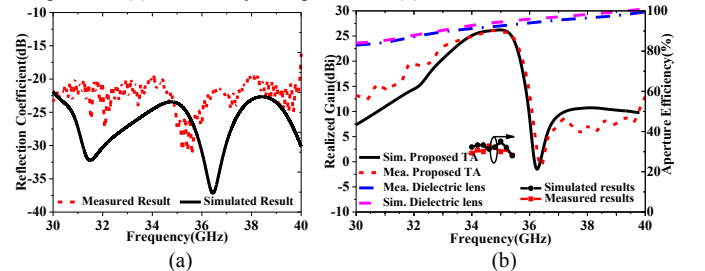 -10
-15
-20
-25
-30
-35
-40
Reflection Coefficient(dB)
Measured Result
Simulated Result
30 32 34 36 38 40
Frequency(GHz)
(a)
(b)
30
25
20
15
10
5
0
-5
-10
Realized Gain(dBi)
Sim. Proposed TA
Mea. Proposed TA
Mea. Dielectric lens
Sim. Dielectric lens
Simulated results
Measured results
100
80
60
40
20
0
Aperture Efficiency(%)
30 32 34 36 38 40
Frequency(GHz)
(b)